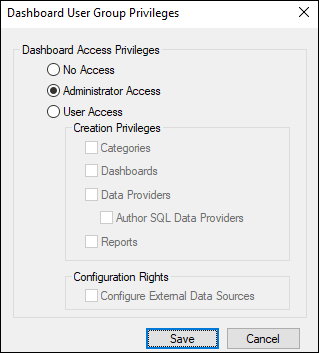 Dashboard User Group Privileges
Dashboard Access Privileges
No Access
Administrator Access
User Access
Creation Privileges
Categories
Dashboards
Data Providers
Author SQL Data Providers
Reports
Configuration Rights
Configure External Data Sources
Save Cancel